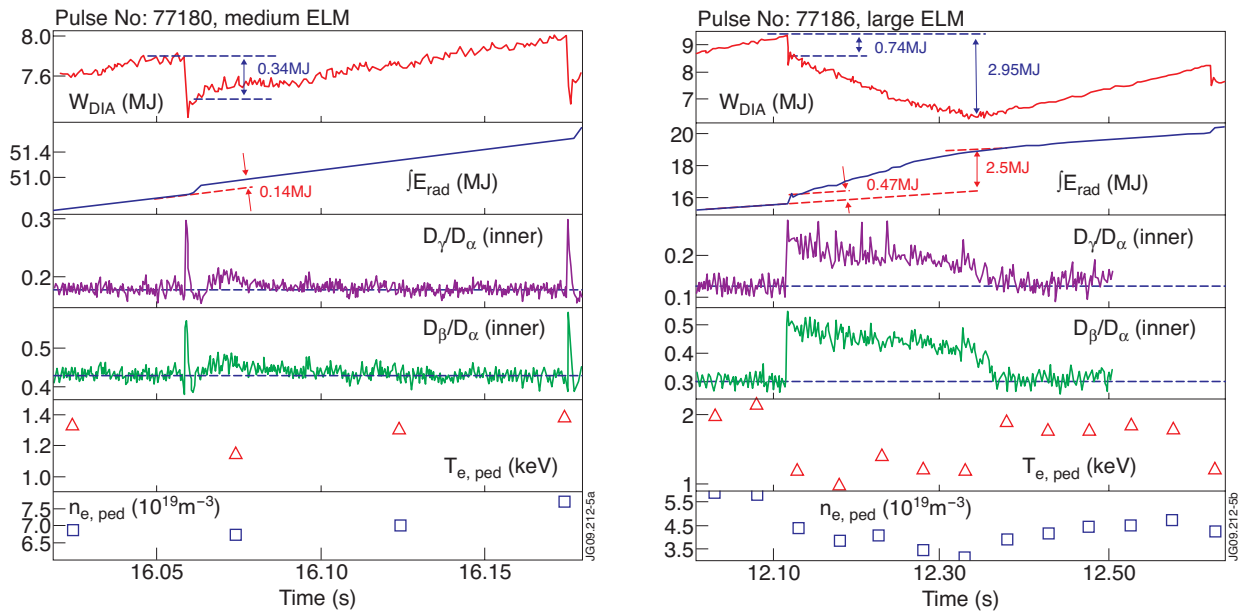 Pulse No: 77180, medium ELM
8.0
7.6
0.34MJ
W_DIA (MJ)
51.4
51.0
0.14MJ
∫E_rad (MJ)
0.3
0.2
D_γ/D_α (inner)
0.5
0.4
D_β/D_α (inner)
1.4
1.2
1.0
T_e, ped (keV)
7.5
7.0
6.5
n_e, ped (10^19m^−3)
16.05
16.10
16.15
Time (s)
JG09.212-5a
Pulse No: 77186, large ELM
9
8
7
0.74MJ
2.95MJ
W_DIA (MJ)
20
18
16
0.47MJ
2.5MJ
∫E_rad (MJ)
0.2
0.1
D_γ/D_α (inner)
0.5
0.4
0.3
D_β/D_α (inner)
2
1
T_e, ped (keV)
5.5
4.5
3.5
n_e, ped (10^19m^−3)
12.10
12.30
12.50
Time (s)
JG09.212-5b